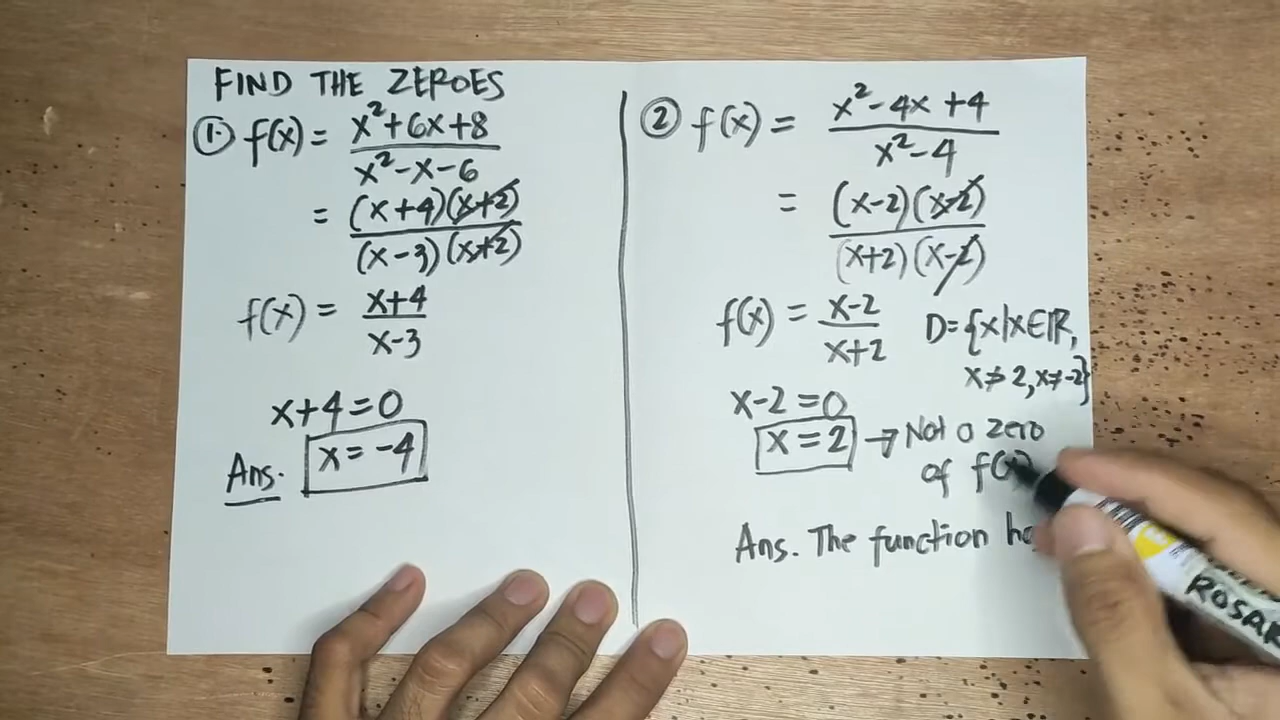 FIND THE ZEROES
① f(x) = x²+6x+8
x²-x-6
= (x+4)(x+2)
(x-3)(x+2)
f(x) = x+4
x-3
x+4=0
Ans. x=-4
② f(x) = x²-4x+4
x²-4
= (x-2)(x-2)
(x+2)(x-2)
f(x) = x-2
x+2
D={x|x∈ℝ,
x≠2,x≠-2}
x-2=0
x=2 → Not a zero
of f(x)
Ans. The function
ROSAR